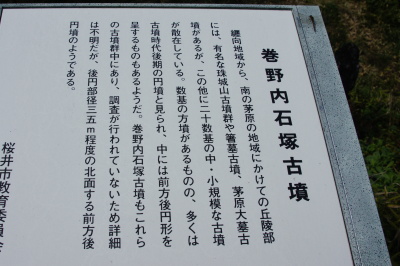 巻野内石塚古墳
纒向地域から、南の茅原の地域にかけての丘陵部
には、有名な珠城山古墳群や箸墓古墳、茅原大墓古
墳があるが、この他に二十数基の中・小規模な古墳
が散在している。数基の方墳があるものの、多くは
古墳時代後期の円墳と見られ、中には前方後円形を
呈するものもあるようだ。巻野内石塚古墳もこれら
の古墳群中にあり、調査が行われていないため詳細
は不明だが、後円部径三五m程度の北面する前方後
円墳のようである。
桜井市教育委員会